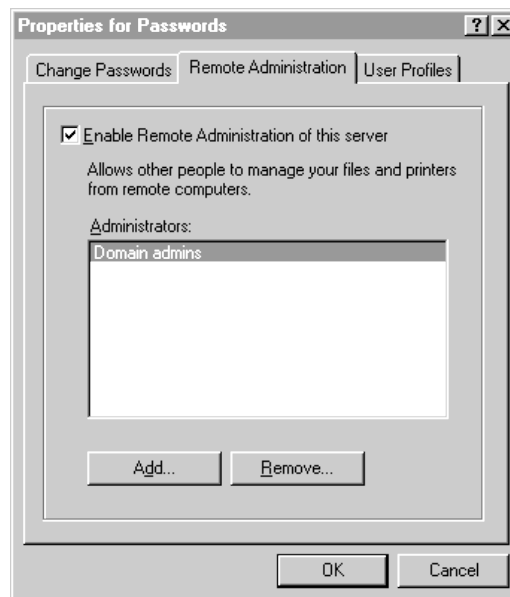 Properties for Passwords
Change Passwords Remote Administration User Profiles
Enable Remote Administration of this server
Allows other people to manage your files and printers
from remote computers.
Administrators:
Domain admins
Add... Remove...
OK Cancel